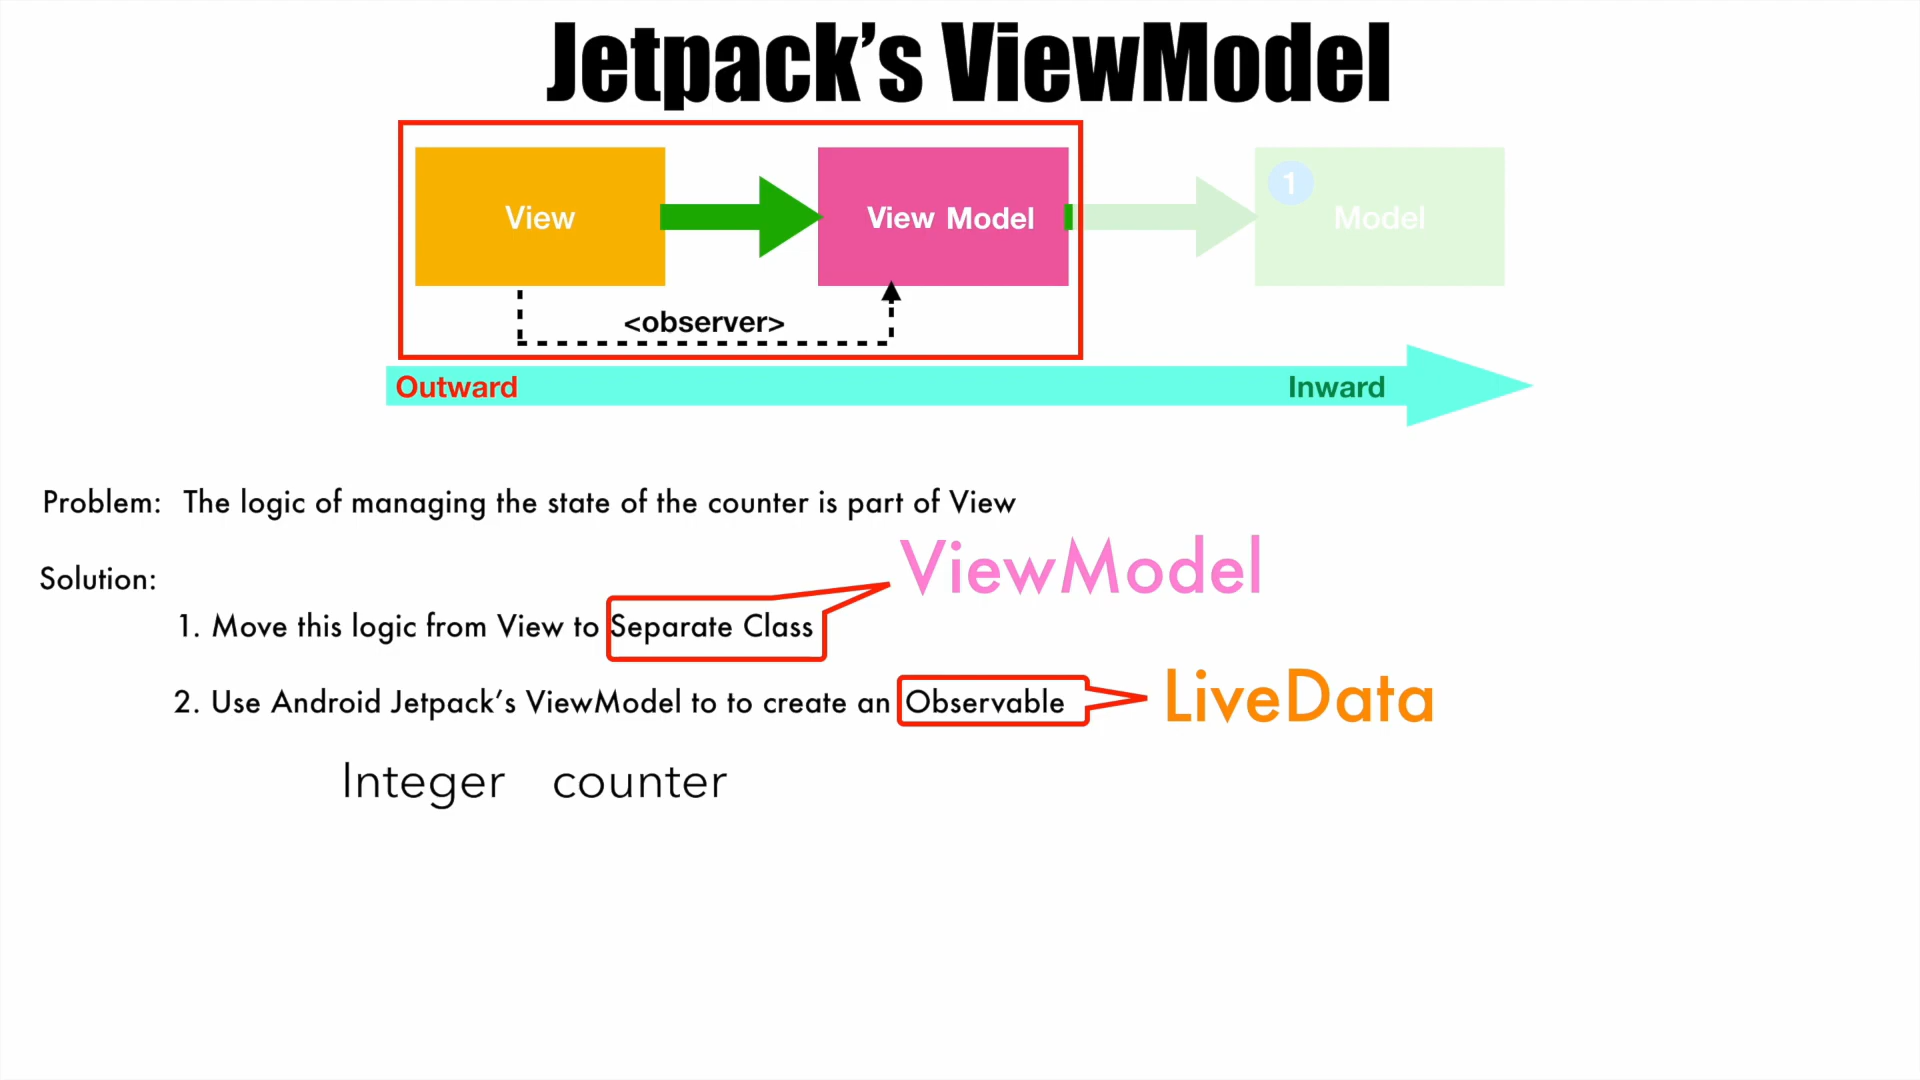 Jetpack’s ViewModel
View
View Model
1
Model
<observer>
Outward
Inward
Problem: The logic of managing the state of the counter is part of View
ViewModel
Solution:
1. Move this logic from View to Separate Class
2. Use Android Jetpack’s ViewModel to to create an Observable
LiveData
Integer counter